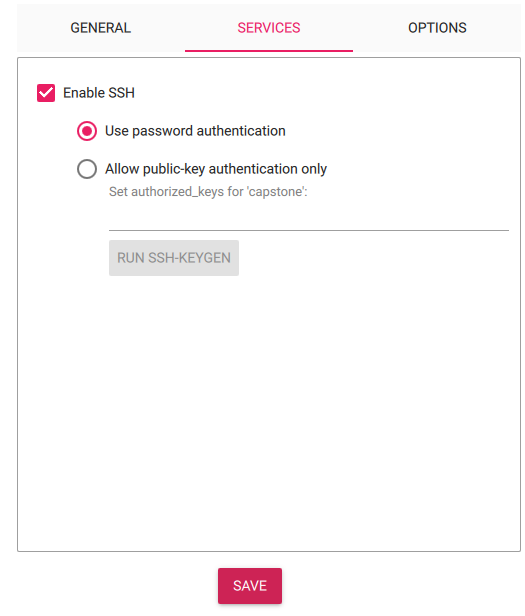 GENERAL SERVICES OPTIONS
Enable SSH
Use password authentication
Allow public-key authentication only
Set authorized_keys for 'capstone':
RUN SSH-KEYGEN
SAVE